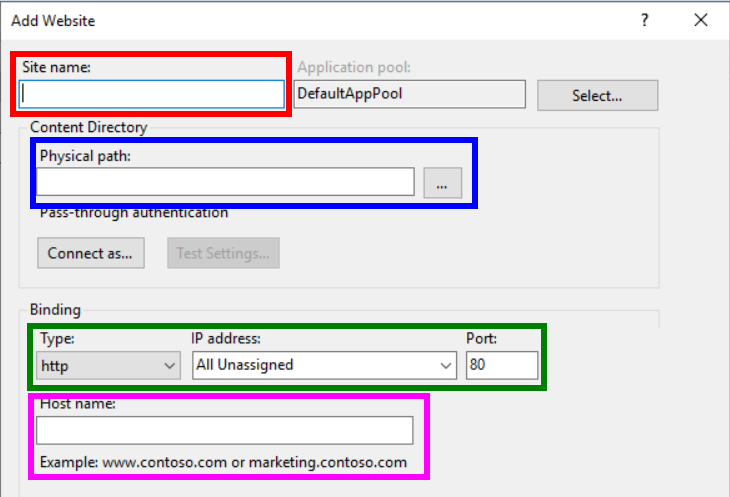 Add Website
?
Site name:
Application pool:
DefaultAppPool
Select...
Content Directory
Physical path:
...
Pass-through authentication
Connect as...
Test Settings...
Binding
Type:
IP address:
Port:
http
All Unassigned
80
Host name:
Example: www.contoso.com or marketing.contoso.com